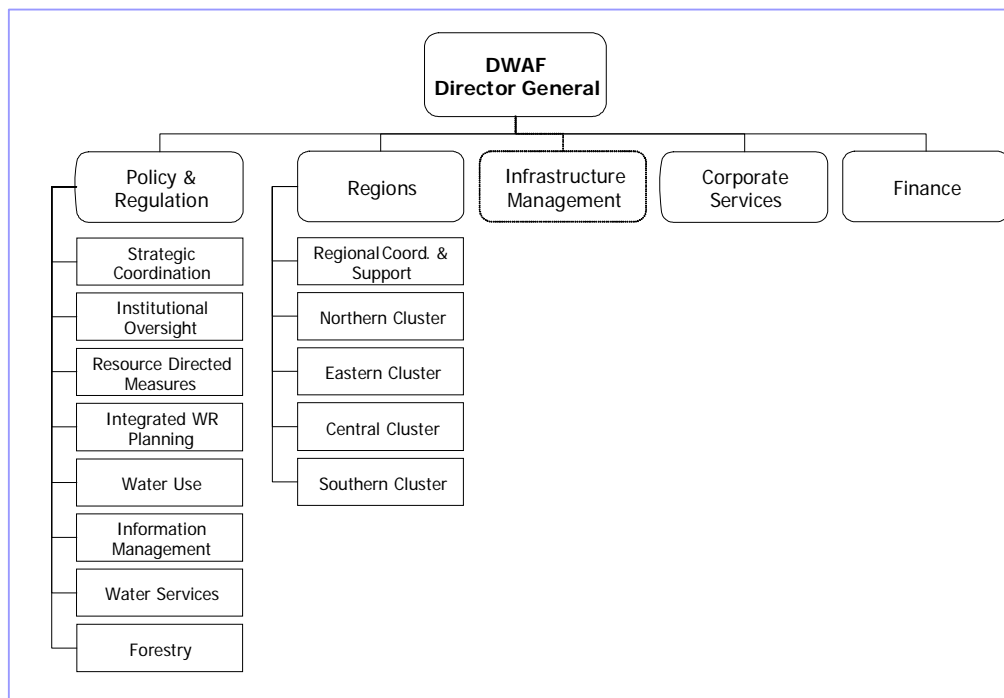 DWAF
Director General
Policy &
Regulation
Regions
Infrastructure
Management
Corporate
Services
Finance
Strategic
Coordination
Institutional
Oversight
Resource Directed
Measures
Integrated WR
Planning
Water Use
Information
Management
Water Services
Forestry
Regional Coord. &
Support
Northern Cluster
Eastern Cluster
Central Cluster
Southern Cluster